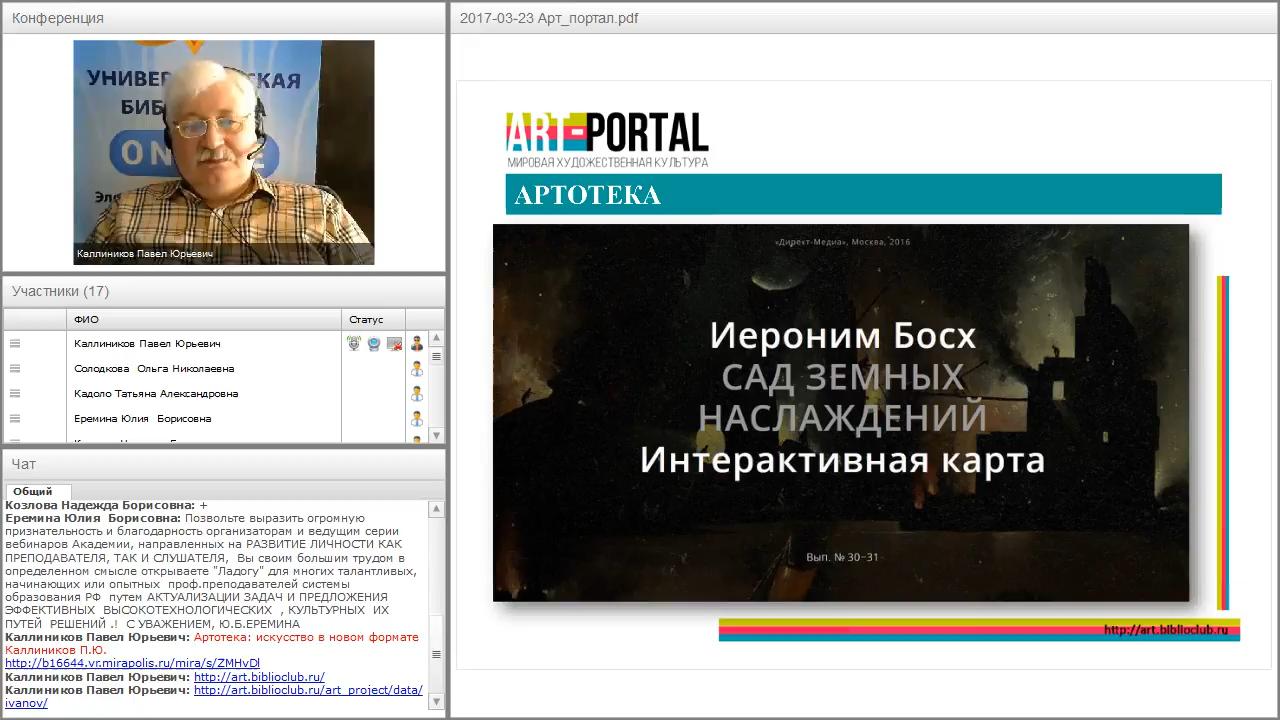 Конференция
УНИВЕР СКАЯ
ON
Каллиников Павел Юрьевич
Участники (17)
ФИО Статус
Каллиников Павел Юрьевич
Солодкова Ольга Николаевна
Кадоло Татьяна Александровна
Еремина Юлия Борисовна
Чат
Общий
Козлова Надежда Борисовна: +
Еремина Юлия Борисовна: Позвольте выразить огромную
признательность и благодарность организаторам и ведущим серии
вебинаров Академии, направленных на РАЗВИТИЕ ЛИЧНОСТИ КАК
ПРЕПОДАВАТЕЛЯ, ТАК И СЛУШАТЕЛЯ, Вы своим большим трудом в
определенном смысле открываете "Ладогу" для многих талантливых,
начинающих или опытных проф.преподавателей системы
образования РФ путем АКТУАЛИЗАЦИИ ЗАДАЧ И ПРЕДЛОЖЕНИЯ
ЭФФЕКТИВНЫХ ВЫСОКОТЕХНОЛОГИЧЕСКИХ , КУЛЬТУРНЫХ ИХ
ПУТЕЙ РЕШЕНИЙ .! С УВАЖЕНИЕМ, Ю.Б.ЕРЕМИНА
Каллиников Павел Юрьевич: Артотека: искусство в новом формате
Каллиников П.Ю.
http://b16644.vr.mirapolis.ru/mira/s/ZMHvDl
Каллиников Павел Юрьевич: http://art.biblioclub.ru/
Каллиников Павел Юрьевич: http://art.biblioclub.ru/art_project/data/
ivanov/
2017-03-23 Арт_портал.pdf
ART-PORTAL
МИРОВАЯ ХУДОЖЕСТВЕННАЯ КУЛЬТУРА
АРТОТЕКА
«Директ-Медиа», Москва, 2016
Иероним Босх
САД ЗЕМНЫХ
НАСЛАЖДЕНИЙ
Интерактивная карта
Вып. № 30–31
http://art.biblioclub.ru